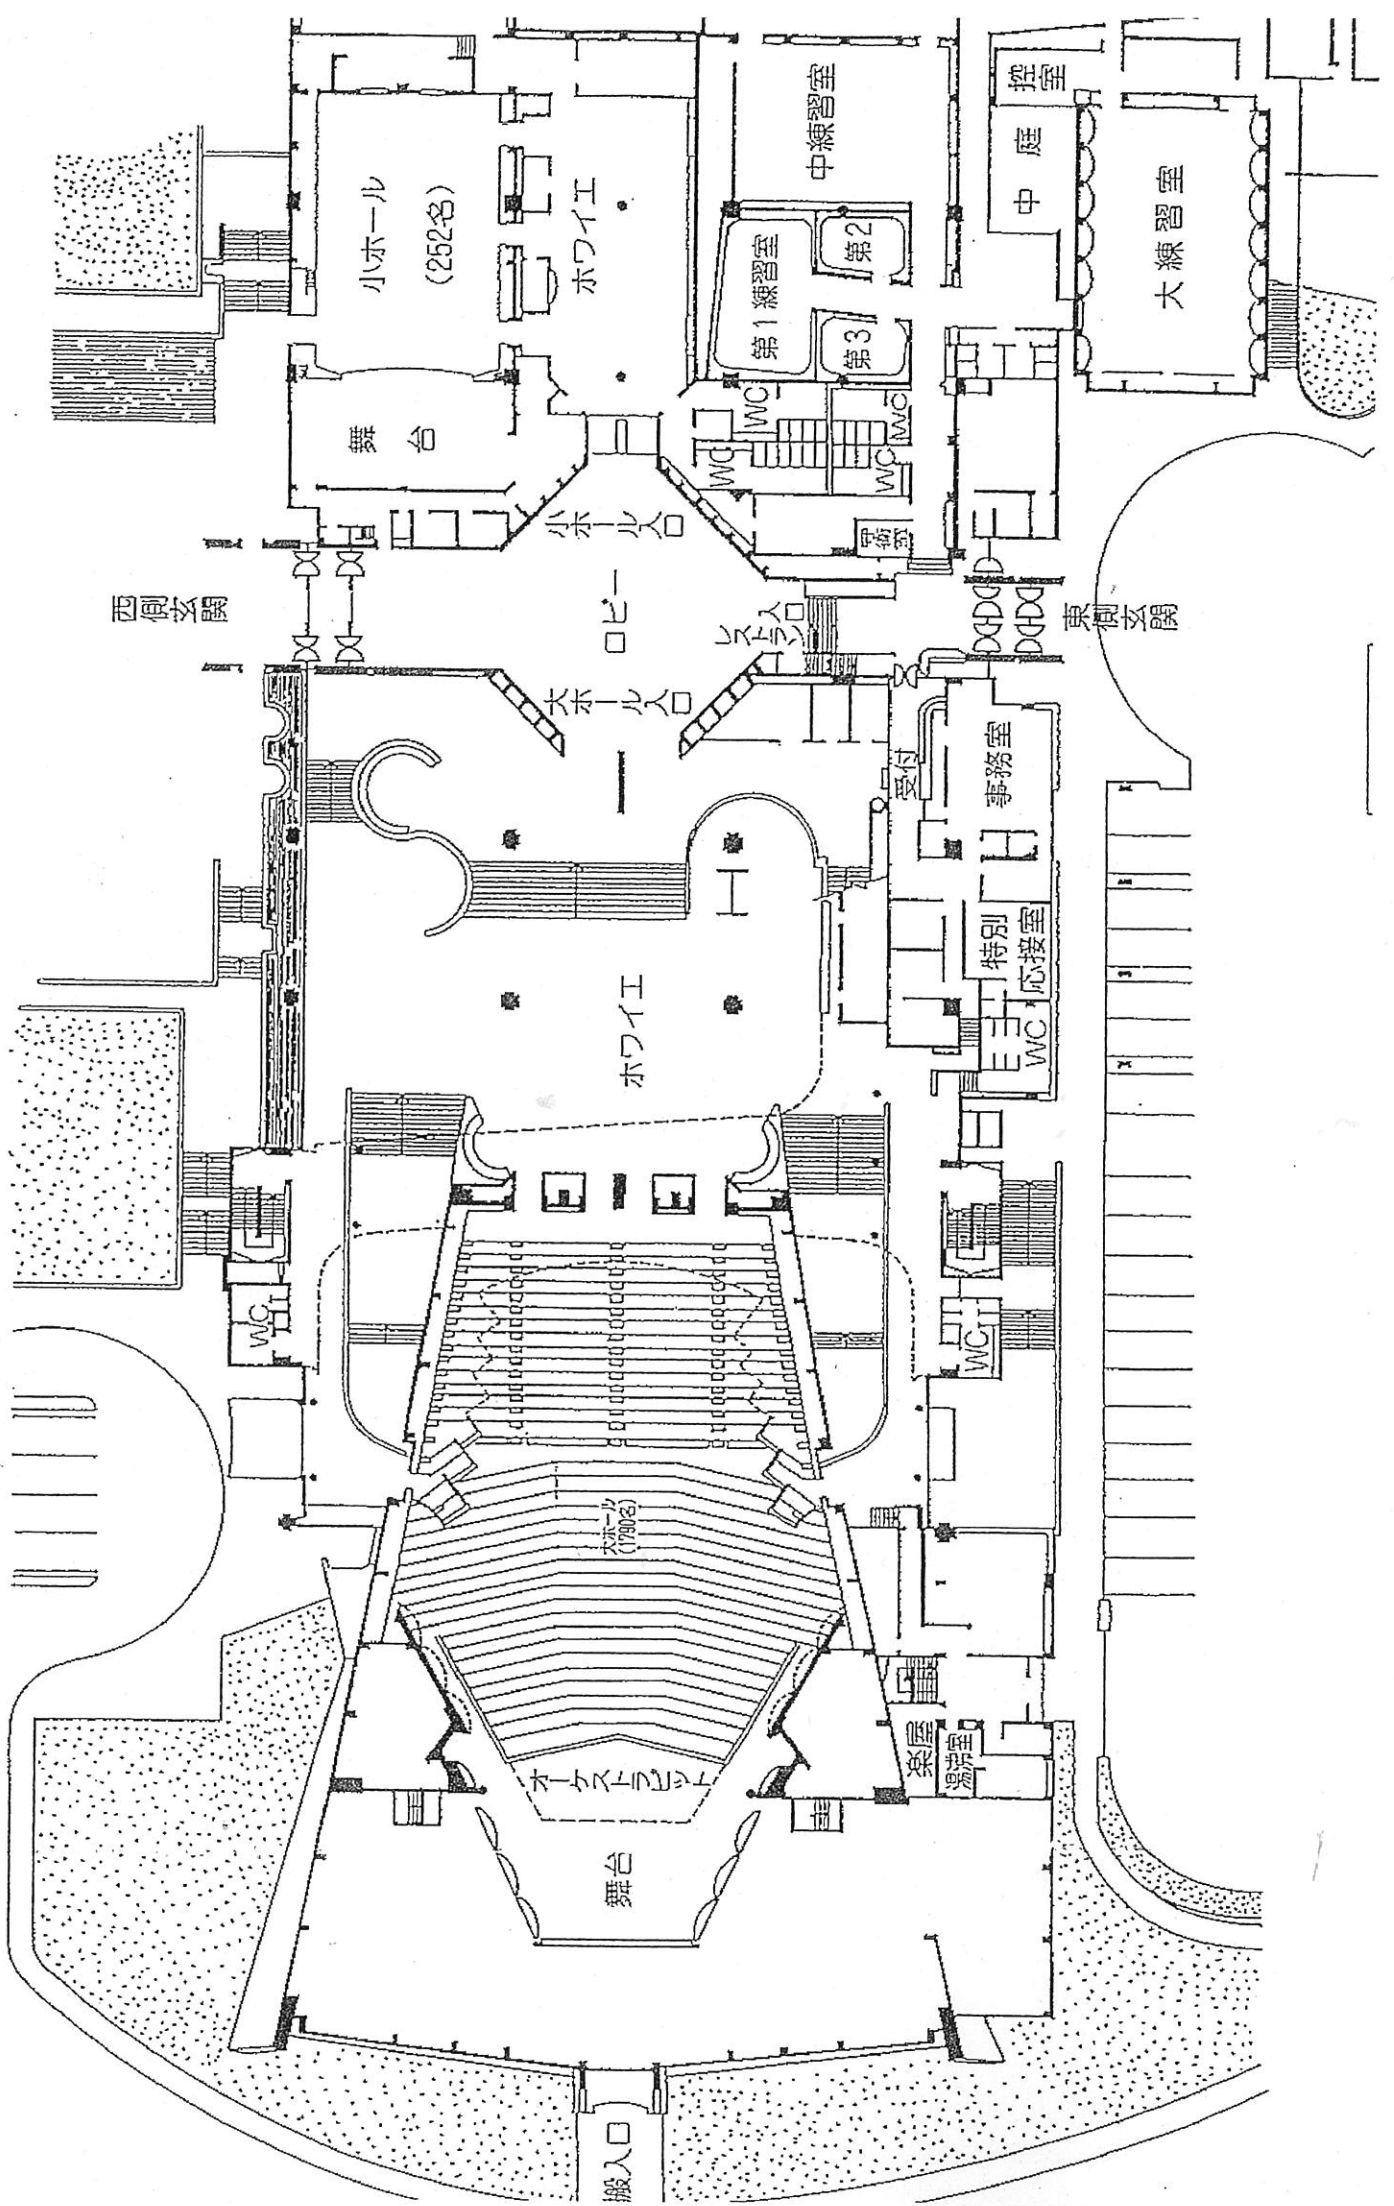 控室
中練習室
中庭
小ホール
(252名)
ホワイエ
大練習室
第1練習室
第2
第3
舞台
WC
WC
WC
WC
小ホール入口
西側玄関
ロビー
レストラン
入口
東側玄関
大ホール入口
受付
事務室
特別
応接室
ホワイエ
WC
WC
WC
大ホール
(1790名)
オーケストラピット
楽屋
湯沸室
舞台
搬入口